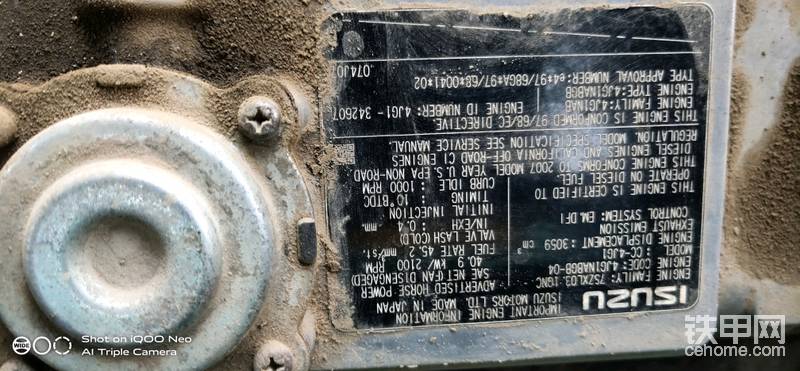 ISUZU
ISUZU MOTORS LTD. MADE IN JAPAN
IMPORTANT ENGINE INFORMATION
ENGINE FAMILY: 7SZXL03.1GNC
ENGINE CODE: 4JG1NABGB-04
MODEL: CC-4JG1
ENGINE DISPLACEMENT: 3059 cm³
EXHAUST EMISSION
CONTROL SYSTEM: EM, DFI
ADVERTISED HORSE POWER
SAE NET(FAN DISENGAGED)
40.9 kW/ 2100 RPM
FUEL RATE 45.2 mm³/st.
VALVE LASH (COLD)
IN/EXH : 0.4 mm.
INITIAL INJECTION
TIMING : 10°BTDC
CURB IDLE : 1000 RPM
THIS ENGINE IS CERTIFIED TO
OPERATE ON DIESEL FUEL.
THIS ENGINE CONFORMS TO 2007 MODEL YEAR U.S.EPA NON-ROAD
DIESEL ENGINES AND CALIFORNIA OFF-ROAD CI ENGINES
REGULATION. MODEL SPECIFICATION SEE SERVICE MANUAL.
THIS ENGINE IS CONFORMED 97/68/EC DIRECTIVE
ENGINE FAMILY: 4JG1NAB
ENGINE ID NUMBER: 4JG1- 342607
ENGINE TYPE: 4JG1NABGB
TYPE APPROVAL NUMBER: e4*97/68GA*97/68*0041*02
074J0
WIDE
Shot on iQOO Neo
AI Triple Camera
铁甲网
cehome.com